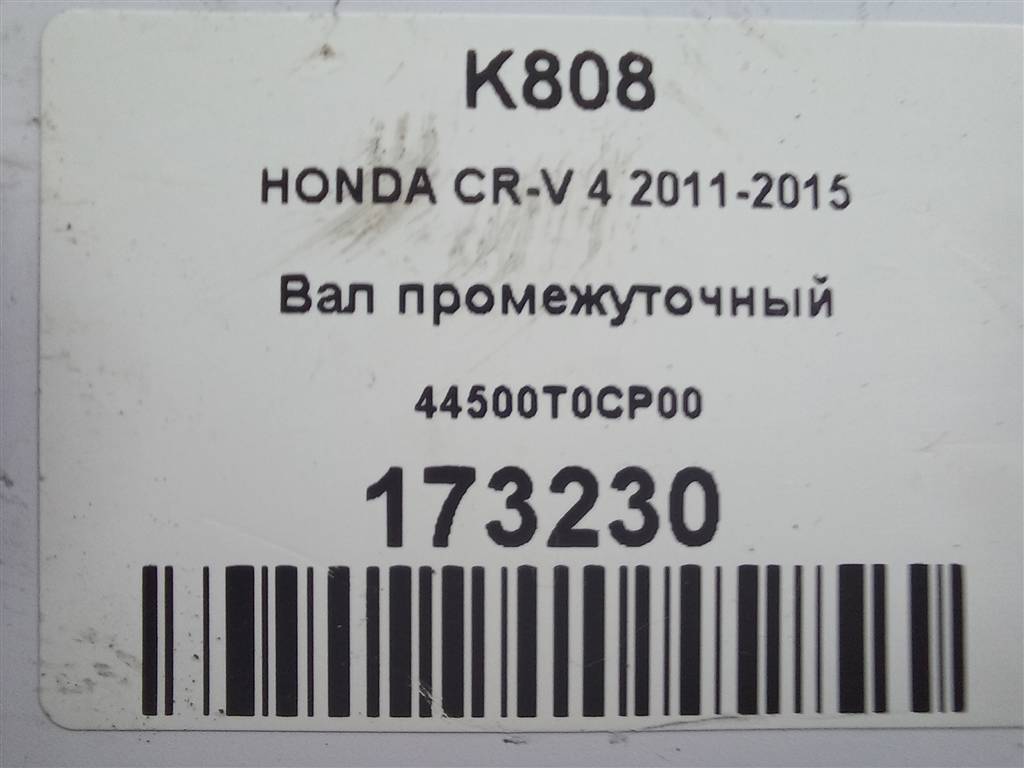 K808
HONDA CR-V 4 2011-2015
Вал промежуточный
44500T0CP00
173230